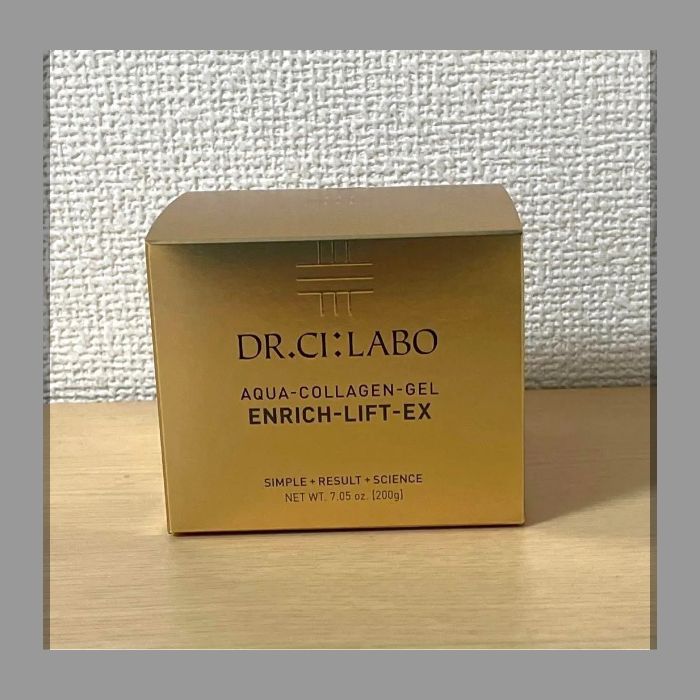 DR.CI:LABO
AQUA-COLLAGEN-GEL
ENRICH-LIFT-EX
SIMPLE + RESULT + SCIENCE
NET WT. 7.05 oz. [200g]